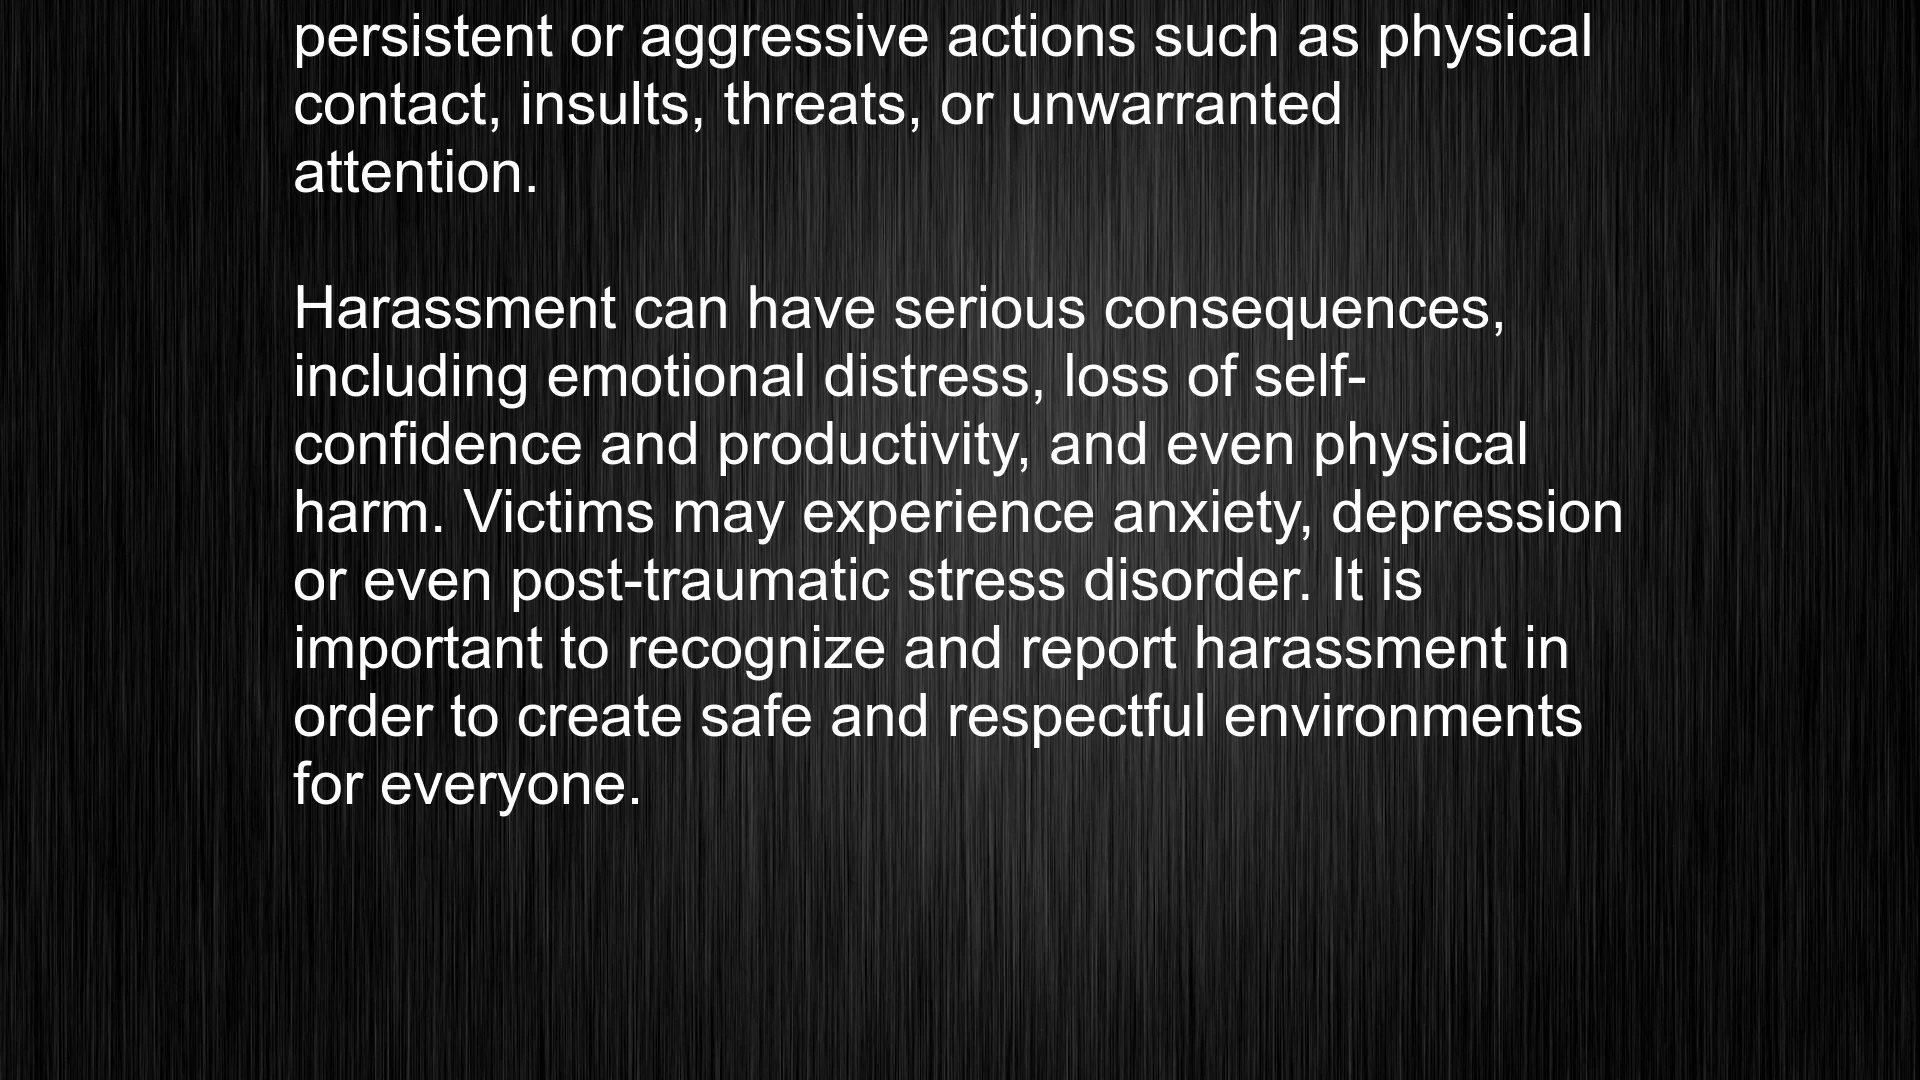 persistent or aggressive actions such as physical
contact, insults, threats, or unwarranted
attention.
Harassment can have serious consequences,
including emotional distress, loss of self-
confidence and productivity, and even physical
harm. Victims may experience anxiety, depression
or even post-traumatic stress disorder. It is
important to recognize and report harassment in
order to create safe and respectful environments
for everyone.